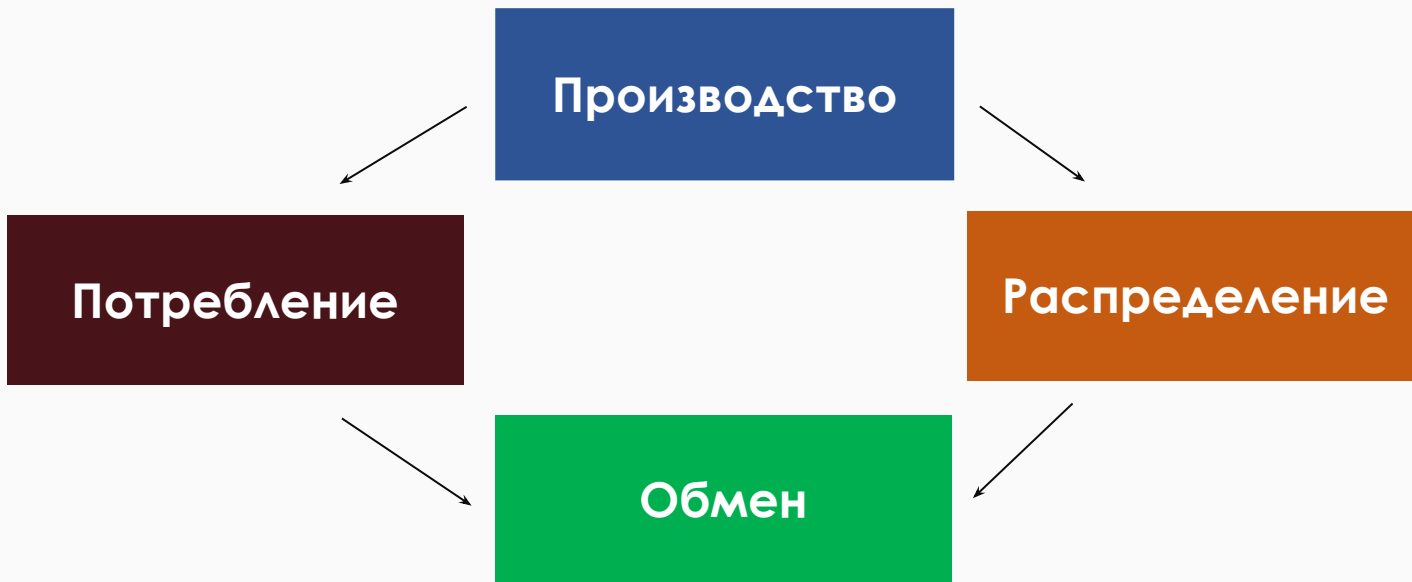 Производство
Потребление
Распределение
Обмен